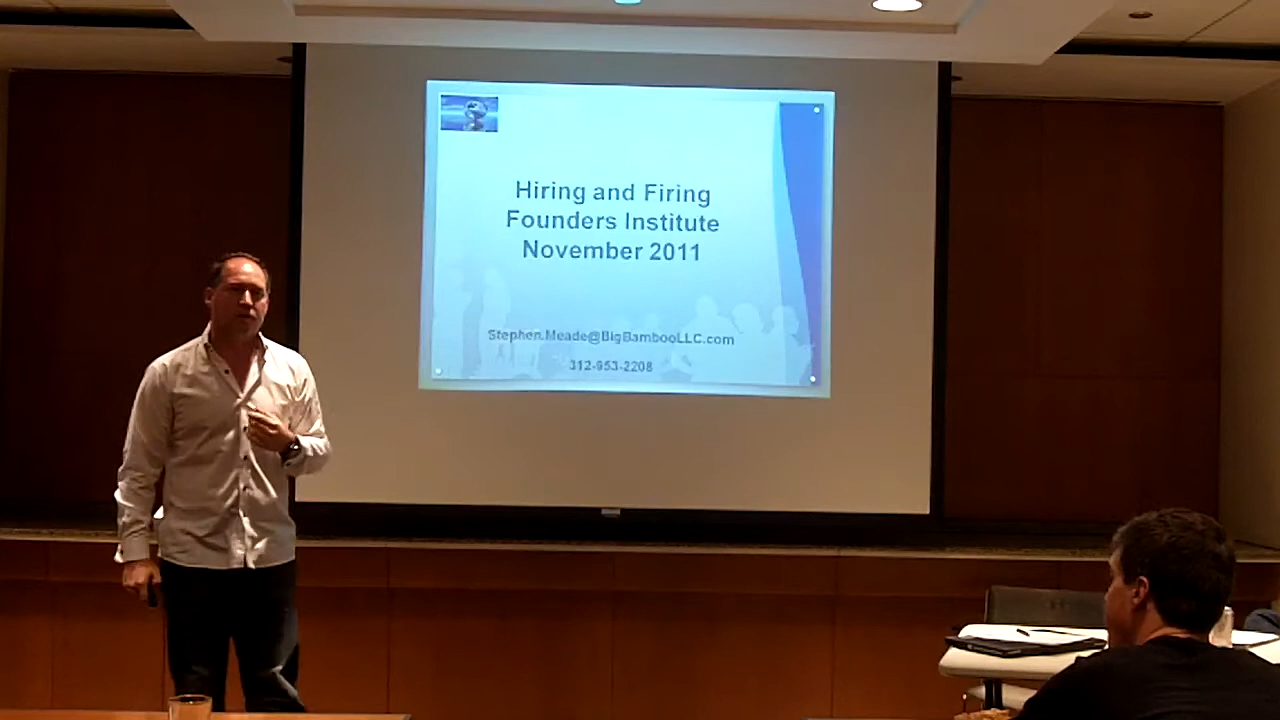 Hiring and Firing
Founders Institute
November 2011
Stephen.Meade@BigBambooLLC.com
312-953-2208